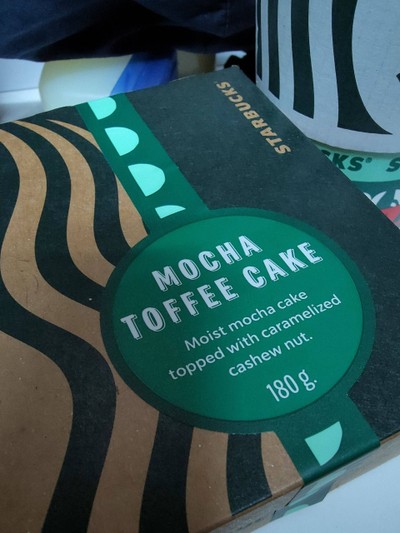 STARBUCKS
MOCHA
TOFFEE CAKE
Moist mocha cake
topped with caramelized
cashew nut.
180 g.